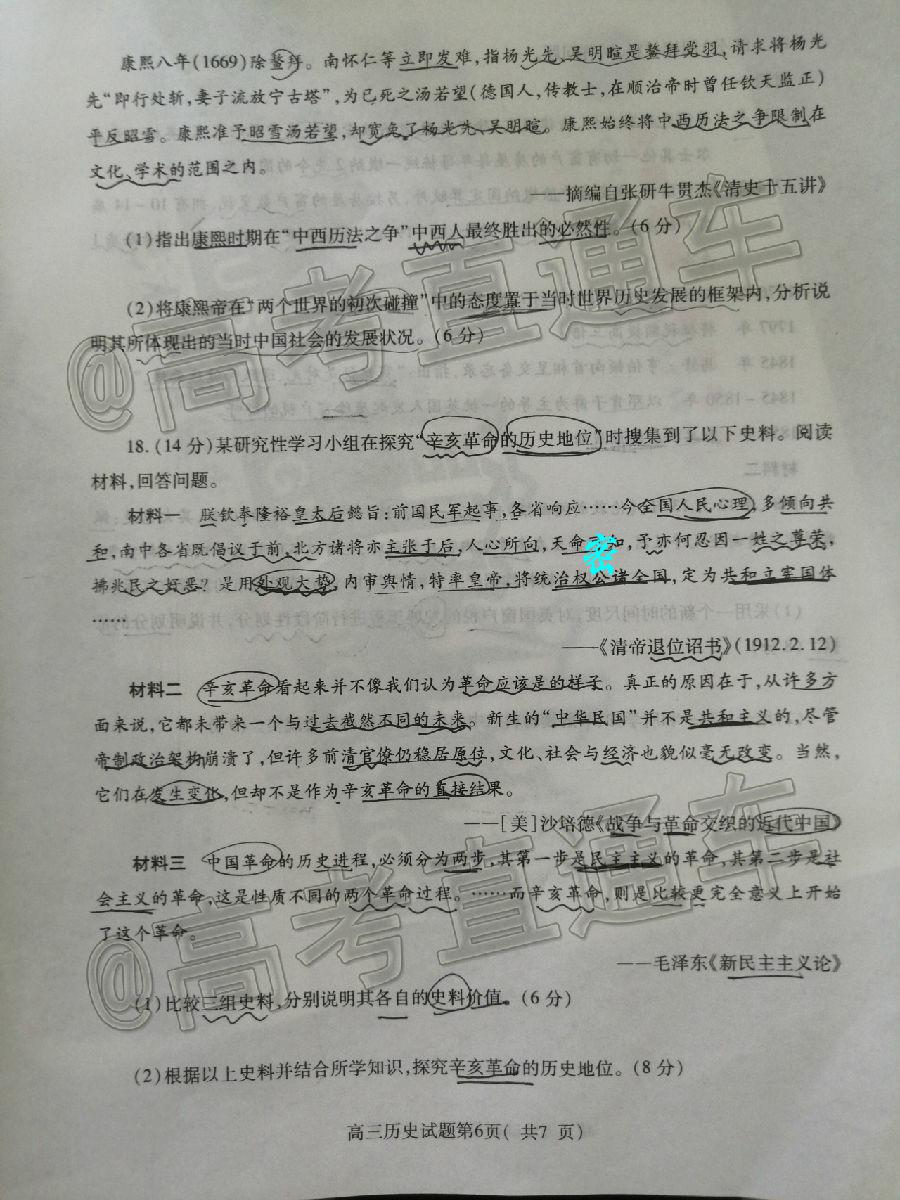 康熙八年(1669)除鳌拜。南怀仁等立即发难,指杨光先、吴明暄是鳌拜党羽,请求将杨光
先“即行处斩,妻子流放宁古塔”,为已死之汤若望(德国人,传教士,在顺治帝时曾任钦天监正)
平反昭雪。康熙准予昭雪汤若望,却宽免了杨光先、吴明暄。康熙始终将中西历法之争限制在
文化、学术的范围之内。
——摘编自张研牛贯杰《清史十五讲》
(1)指出康熙时期在“中西历法之争”中西人最终胜出的必然性。(6分)
(2)将康熙帝在“两个世界的初次碰撞”中的态度置于当时世界历史发展的框架内,分析说
明其所体现出的当时中国社会的发展状况。(6分)
18.(14分)某研究性学习小组在探究“辛亥革命的历史地位”时搜集到了以下史料。阅读
材料,回答问题。
材料一 朕钦奉隆裕皇太后懿旨:前因民军起事,各省响应……今全国人民心理,多倾向共
和,南中各省既倡议于前,北方诸将亦主张于后,人心所向,天命密知,予亦何忍因一姓之尊荣,
拂兆民之好恶?是用外观大势,内审舆情,特率皇帝,将统治权公诸全国,定为共和立宪国体
……
——《清帝退位诏书》(1912.2.12)
材料二 辛亥革命看起来并不像我们认为革命应该是的样子。真正的原因在于,从许多方
面来说,它都未带来一个与过去截然不同的未来。新生的“中华民国”并不是共和主义的,尽管
帝制政治架构崩溃了,但许多前清官僚仍稳居原位,文化、社会与经济也貌似毫无改变。当然,
它们在发生变化,但却不是作为辛亥革命的直接结果。
——[美]沙培德《战争与革命交织的近代中国》
材料三 中国革命的历史进程,必须分为两步,其第一步是民主主义的革命,其第二步是社
会主义的革命,这是性质不同的两个革命过程。……而辛亥革命,则是比较更完全意义上开始
了这个革命。
——毛泽东《新民主主义论》
(1)比较三组史料,分别说明其各自的史料价值。(6分)
(2)根据以上史料并结合所学知识,探究辛亥革命的历史地位。(8分)
高三历史试题第6页( 共7 页)
@高考直通车
@高考直通车